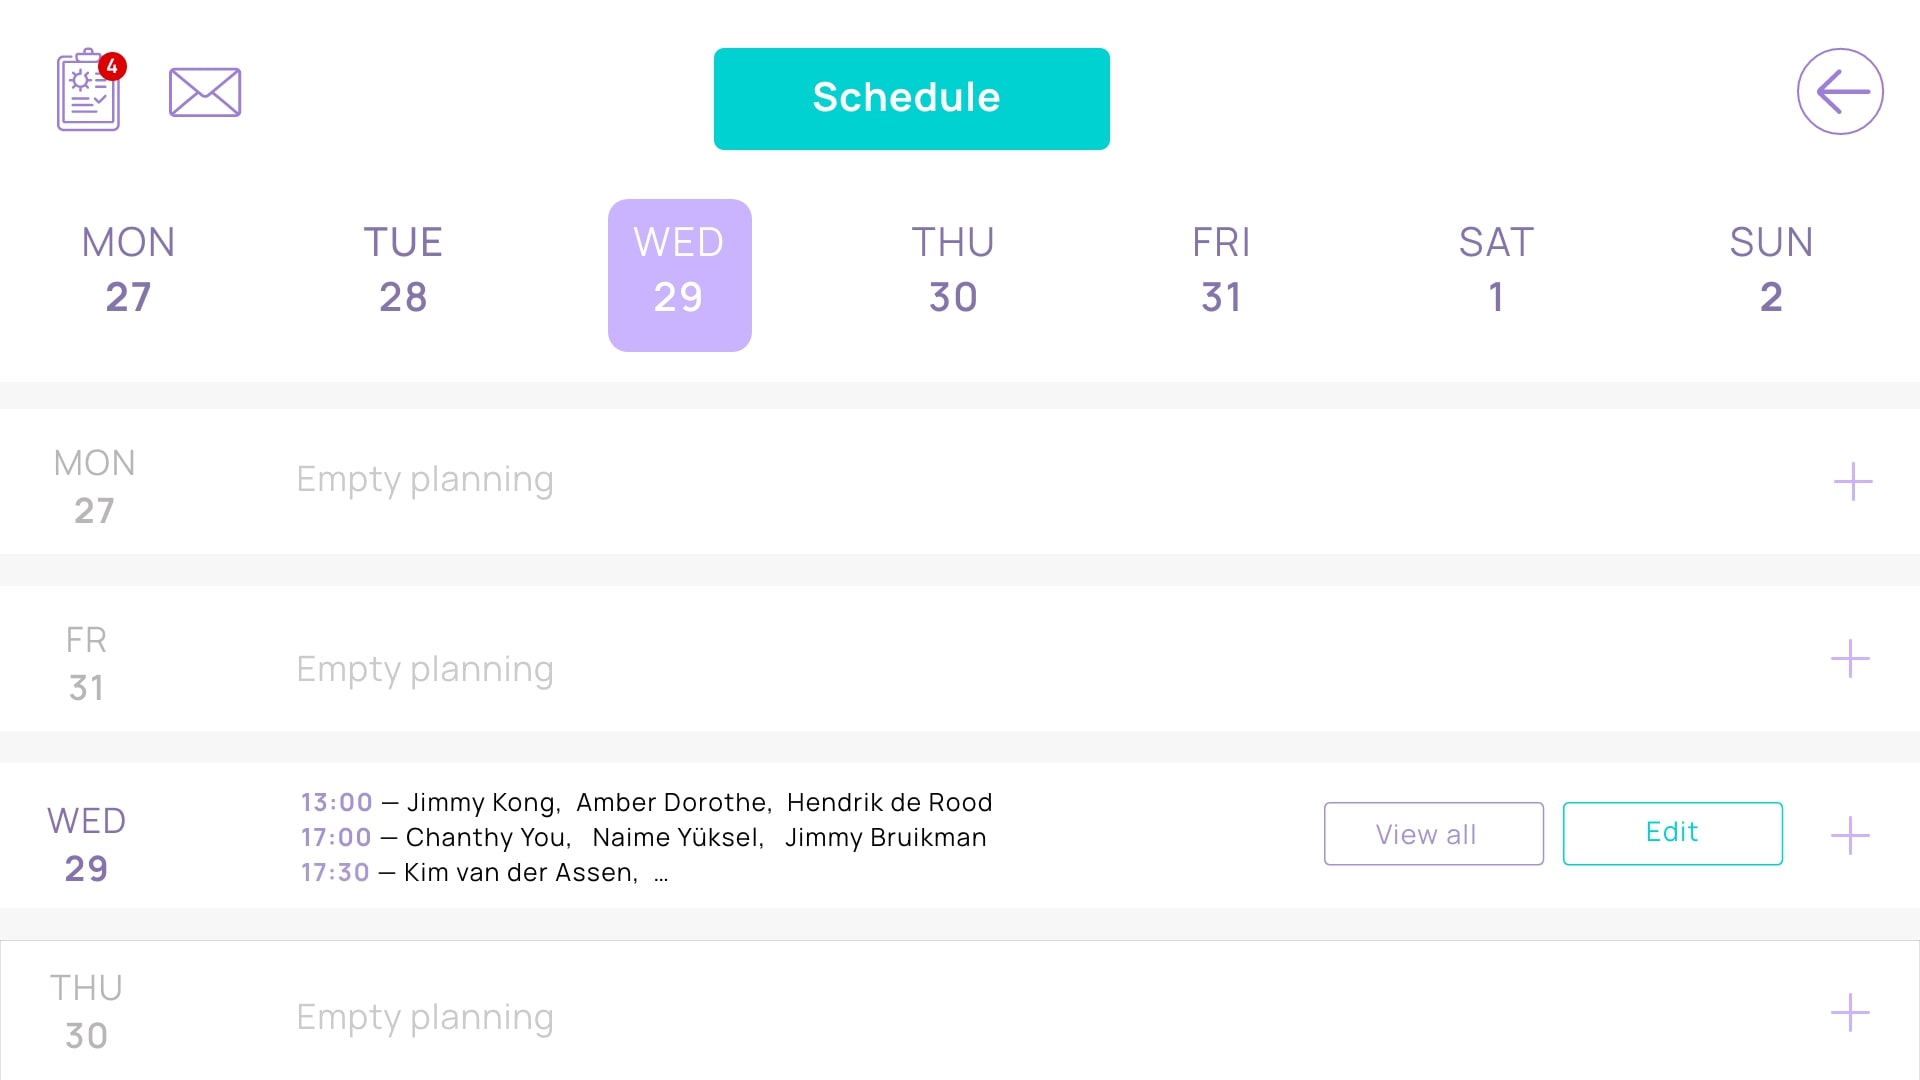 4
Schedule
MON TUE WED THU FRI SAT SUN
27 28 29 30 31 1 2
MON
27
Empty planning
FR
31
Empty planning
WED
29
13:00 – Jimmy Kong, Amber Dorothe, Hendrik de Rood
17:00 – Chanthy You, Naime Yüksel, Jimmy Bruikman
17:30 – Kim van der Assen, ...
View all
Edit
THU
30
Empty planning